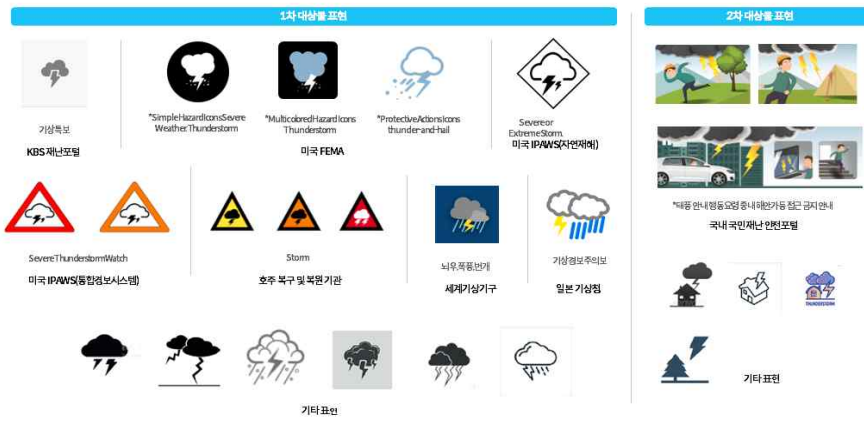 1차 대상물 표현
2차 대상물 표현
기상특보
KBS 재난포털
*Simple Hazard Icons Severe
Weather Thunderstorm
*Multicolored Hazard Icons
Thunderstorm
*Protective Actions Icons
thunder-and-hail
미국 FEMA
Severe or
Extreme Storm.
미국 IPAWS(자연재해)
Severe Thunderstorm Watch
미국 IPAWS(통합경보시스템)
Storm
호주 복구 및 복원 기관
뇌우,폭풍,번개
세계기상기구
기상경보주의보
일본 기상청
기타 표현
*태풍 안내 행동요령 중 내 해안가 등 접근 금지 안내
국내 국민재난 안전포털
THUNDERSTORM
기타 표현